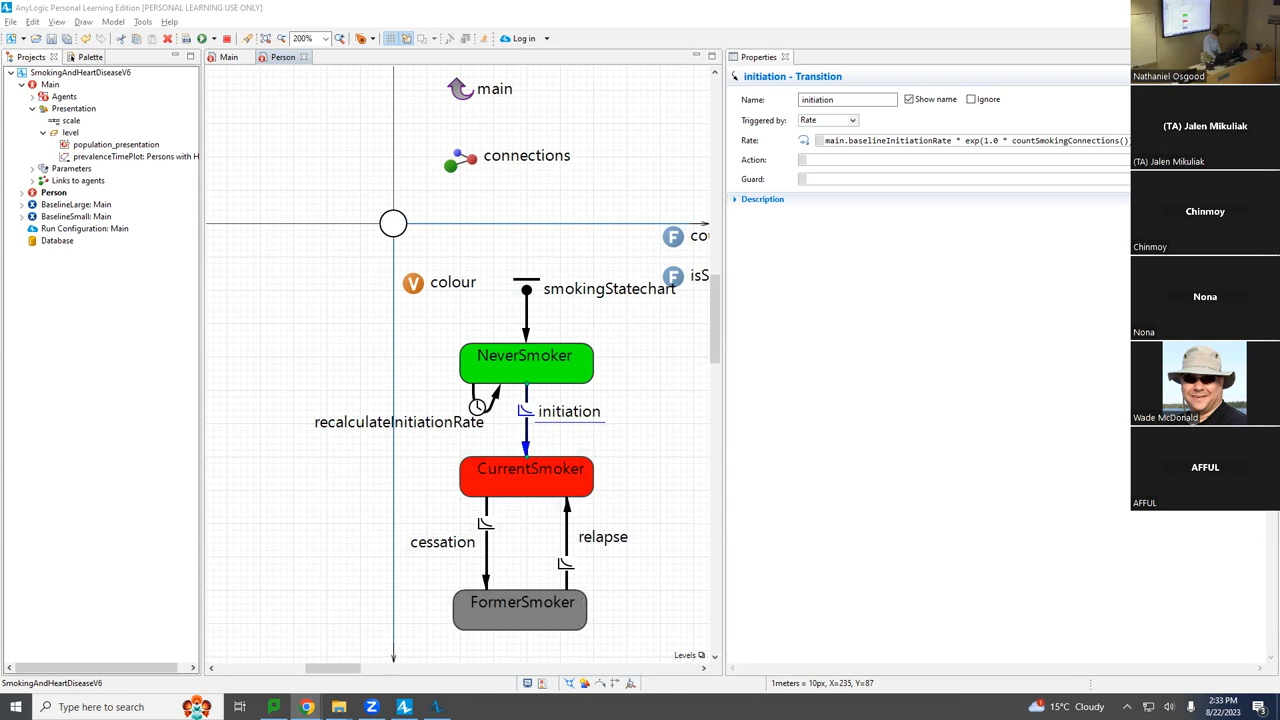 AnyLogic Personal Learning Edition [PERSONAL LEARNING USE ONLY]
File Edit View Draw Model Tools Help
200%
Log in
Projects
Palette
Main
Person
Properties
SmokingAndHeartDiseaseV6
Main
Agents
Presentation
scale
level
population_presentation
prevalenceTimePlot: Persons with H
Parameters
Links to agents
Person
BaselineLarge: Main
BaselineSmall: Main
Run Configuration: Main
Database
main
connections
F
isS
V
colour
F
smokingStatechart
NeverSmoker
initiation
recalculateInitiationRate
CurrentSmoker
cessation
relapse
FormerSmoker
Levels
initiation - Transition
Name:
initiation
Show name
Ignore
Triggered by:
Rate
Rate:
main.baselineInitiationRate * exp(1.0 * countSmokingConnections())
Action:
Guard:
Description
Nathaniel Osgood
(TA) Jalen Mikuliak
(TA) Jalen Mikuliak
Chinmoy
Chinmoy
Nona
Nona
Wade McDonald
AFFUL
AFFUL
SmokingAndHeartDiseaseV6
1meters = 10px, X=235, Y=87
Type here to search
15°C Cloudy
2:33 PM
8/22/2023
3